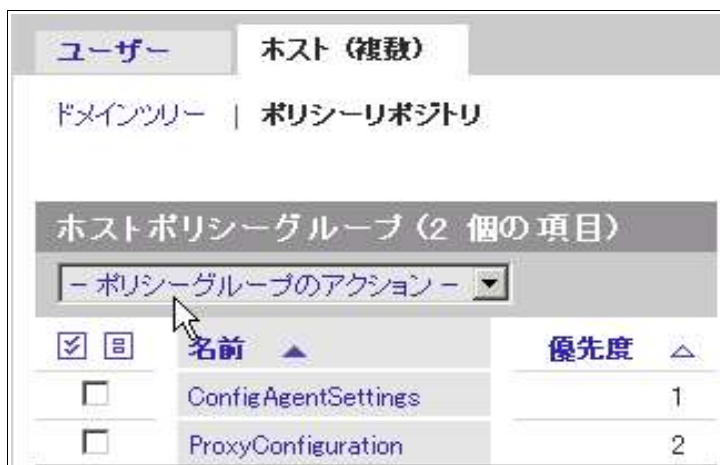 ユーザー ホスト（複数）
ドメインツリー | ポリシーリポジトリ
ホストポリシーグループ（2 個の項目）
- ポリシーグループのアクション -
名前 優先度
ConfigAgentSettings 1
ProxyConfiguration 2